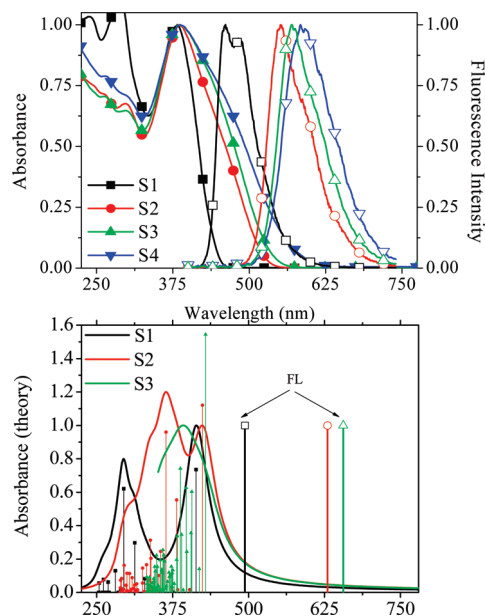 1.00
1.00
0.75
0.75
0.50
0.50
0.25
0.25
0.00
0.00
Absorbance
Fluorescence Intensity
S1
S2
S3
S4
250
375
500
625
750
Wavelength (nm)
1.6
1.4
1.2
1.0
0.8
0.6
0.4
0.2
0.0
Absorbance (theory)
S1
S2
S3
FL
250
375
500
625
750